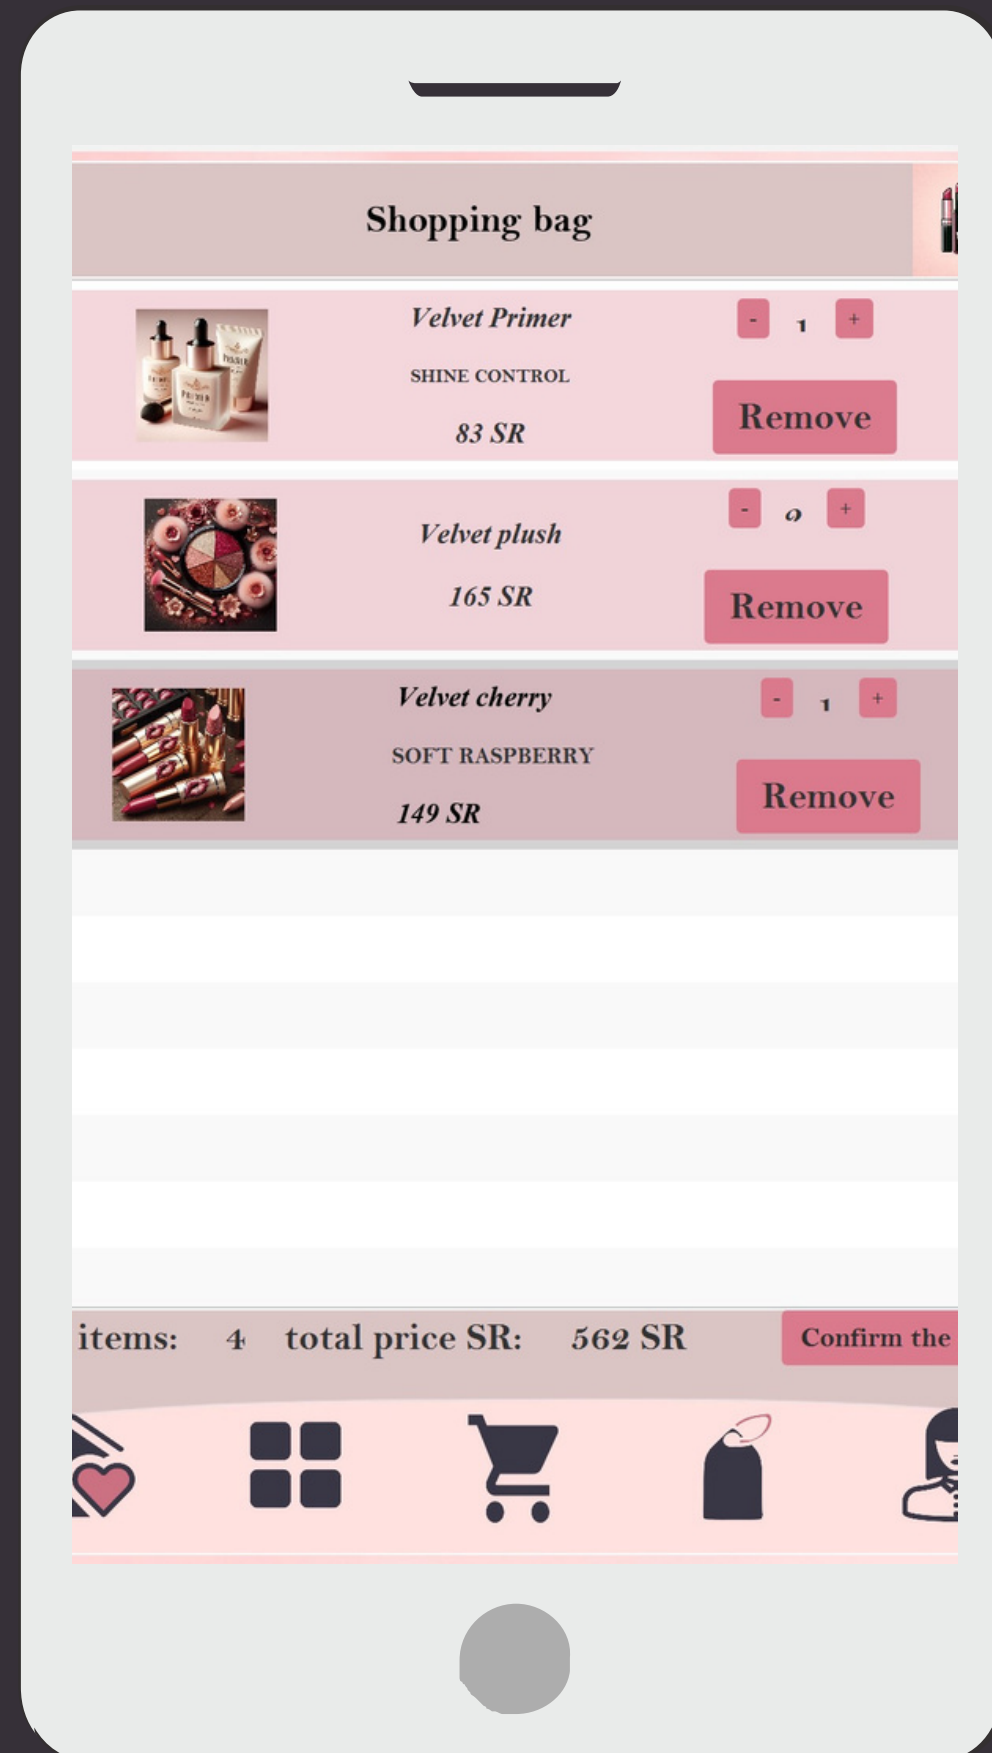 Shopping bag
Velvet Primer
- 1 +
SHINE CONTROL
83 SR
Remove
Velvet plush
- 2 +
165 SR
Remove
Velvet cherry
- 1 +
SOFT RASPBERRY
149 SR
Remove
items: 4 total price SR: 562 SR Confirm the